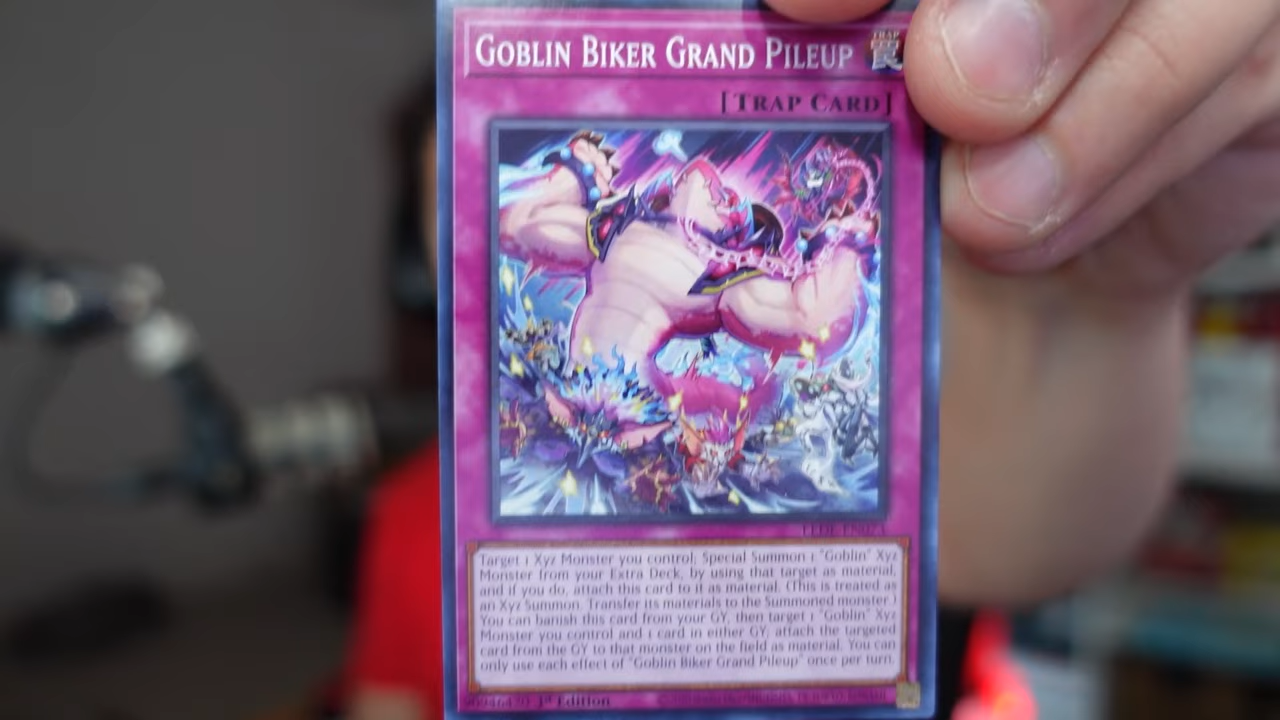 GOBLIN BIKER GRAND PILEUP
TRAP
罠
[TRAP CARD]
Target 1 Xyz Monster you control; Special Summon 1 "Goblin" Xyz
Monster from your Extra Deck, by using that target as material,
and if you do, attach this card to it as material. (This is treated as
an Xyz Summon. Transfer its materials to the Summoned monster.)
You can banish this card from your GY, then target 1 "Goblin" Xyz
Monster you control and 1 card in either GY; attach the targeted
card from the GY to that monster on the field as material. You can
only use each effect of "Goblin Biker Grand Pileup" once per turn.
1st Edition